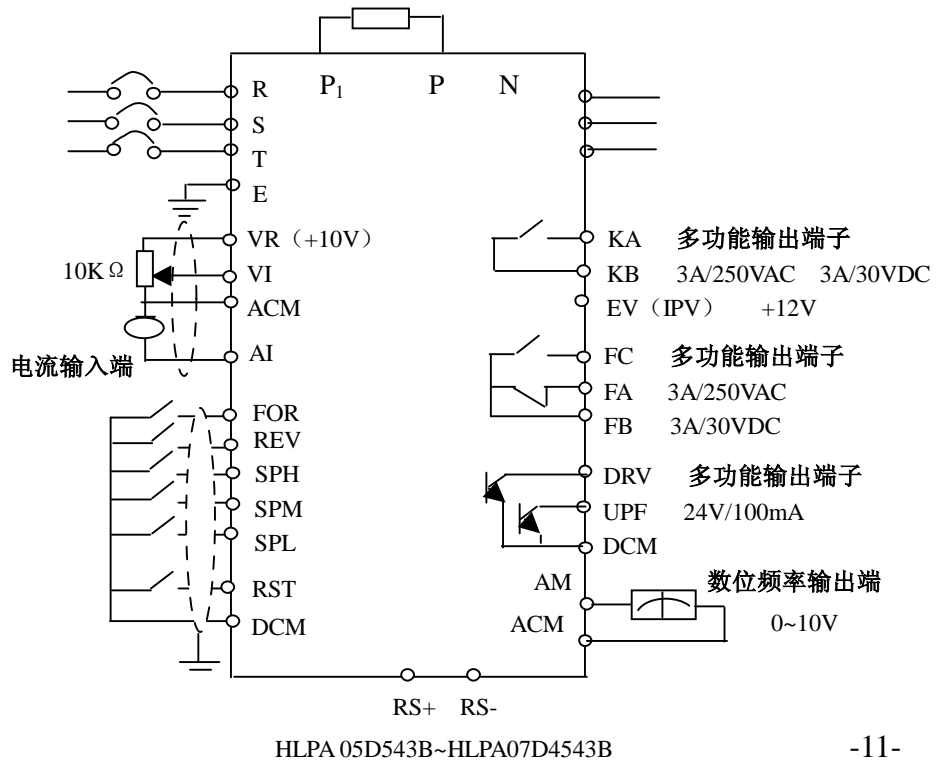 P₁ P N
R
S
T
E
VR（+10V）
10KΩ
VI
ACM
电流输入端
AI
FOR
REV
SPH
SPM
SPL
RST
DCM
KA 多功能输出端子
KB 3A/250VAC 3A/30VDC
EV（IPV） +12V
FC 多功能输出端子
FA 3A/250VAC
FB 3A/30VDC
DRV 多功能输出端子
UPF 24V/100mA
DCM
AM 数位频率输出端
ACM 0~10V
RS+ RS-
HLPA 05D543B~HLPA07D4543B -11-